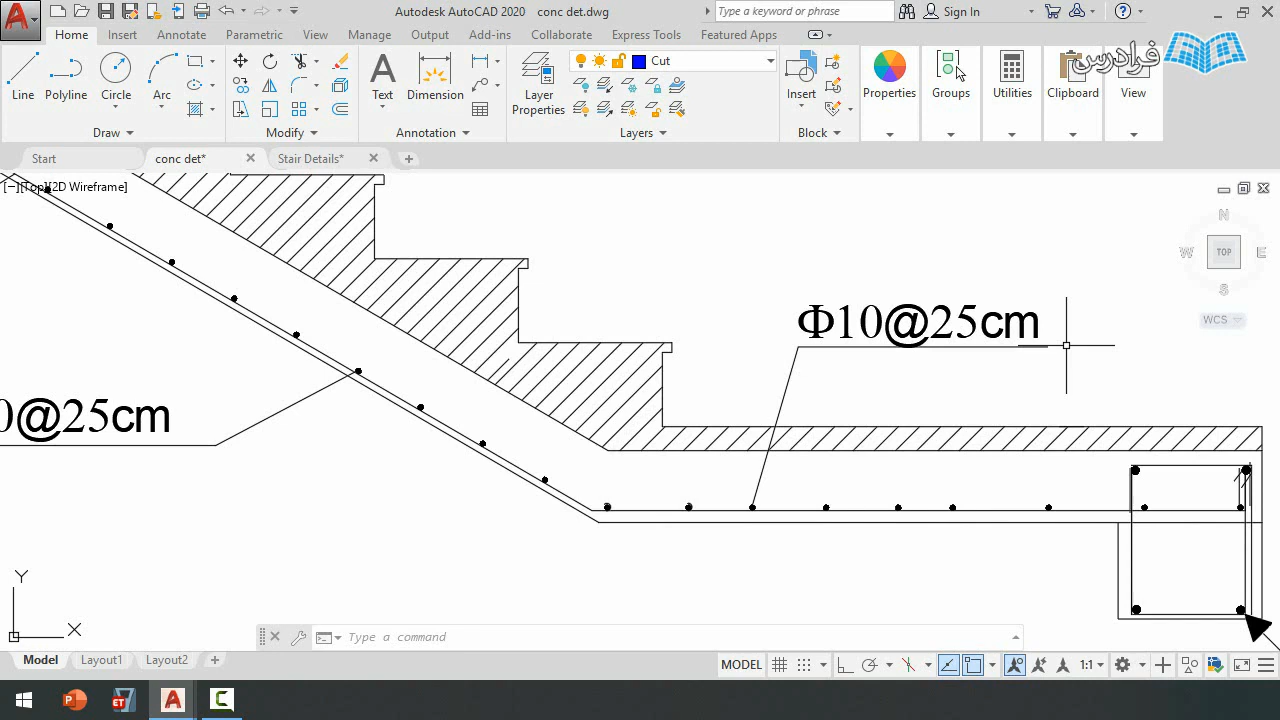 Autodesk AutoCAD 2020 conc det.dwg
Type a keyword or phrase
Sign In
Home Insert Annotate Parametric View Manage Output Add-ins Collaborate Express Tools Featured Apps
فرادرس
Line Polyline Circle Arc
Text Dimension
Layer Properties
Cut
Insert
Properties Groups Utilities Clipboard View
Draw Modify Annotation Layers Block
Start conc det* Stair Details*
[−][Top][2D Wireframe]
N
W TOP E
S
WCS
Φ10@25cm
0@25cm
Y
X
Type a command
Model Layout1 Layout2
MODEL 1:1